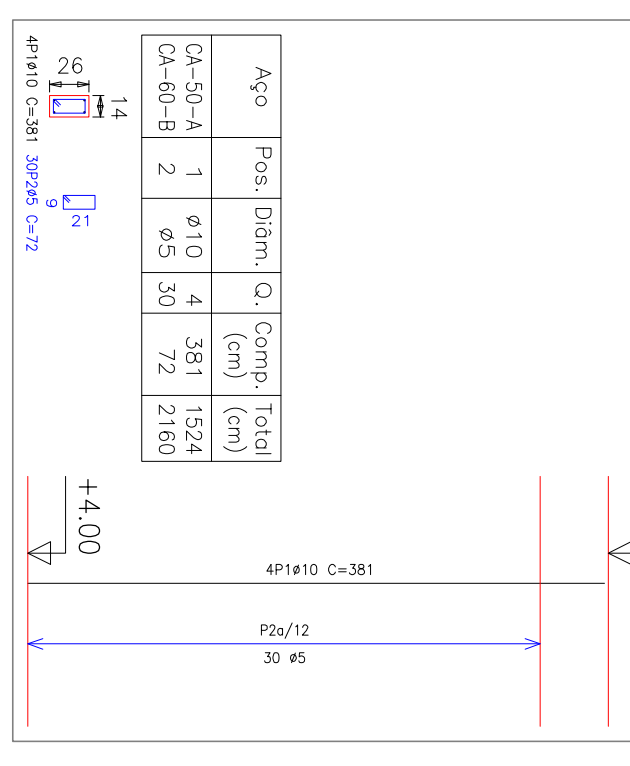 26
14
4P1ø10 C=381
30P2ø5 C=72
9
21
Aço Pos. Diâm. Q. Comp. (cm) Total (cm)
CA-50-A 1 ø10 4 381 1524
CA-60-B 2 ø5 30 72 2160
+4.00
4P1ø10 C=381
P2a/12
30 ø5